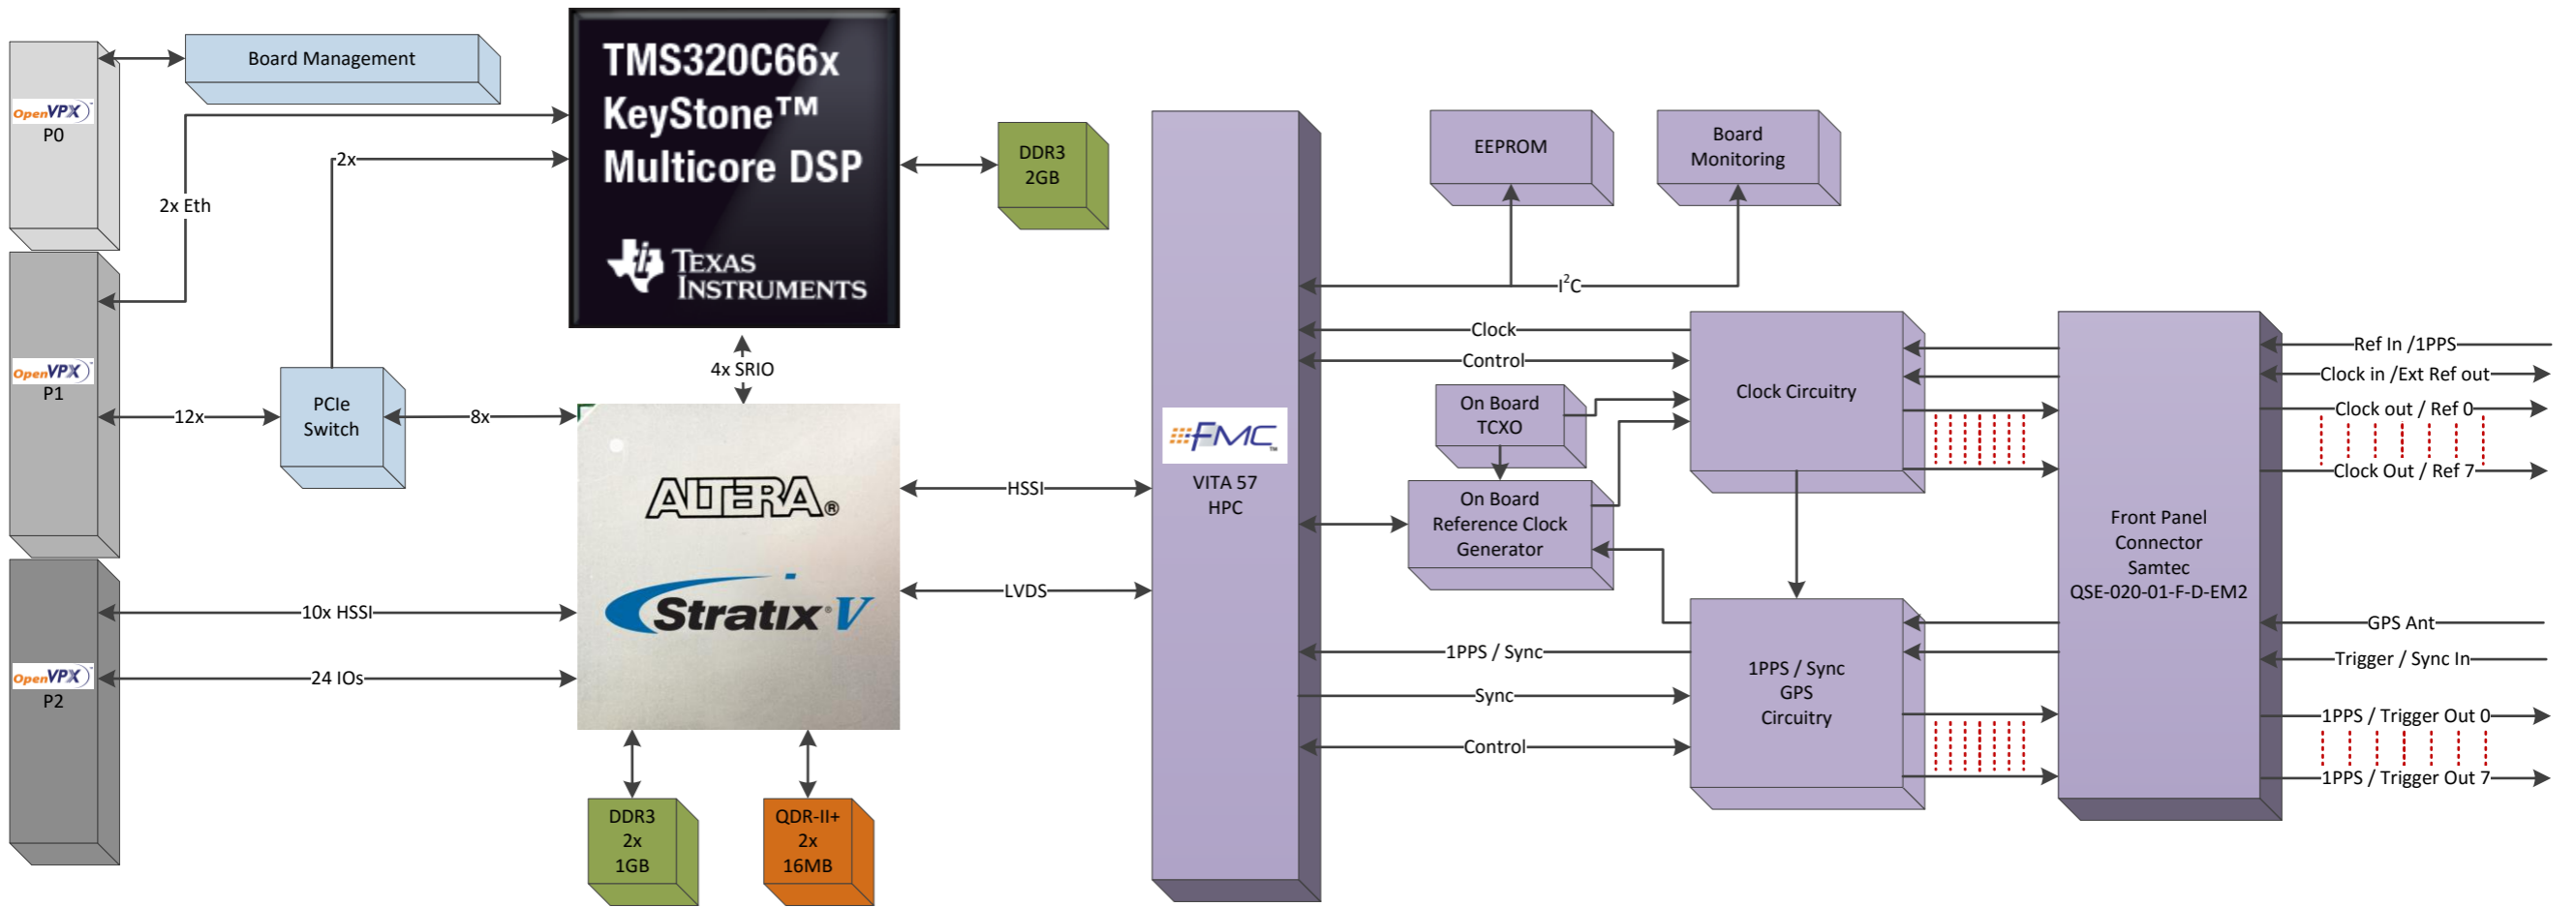 OpenVPX™
P0
Board Management
2x Eth
2x
OpenVPX™
P1
12x
PCIe
Switch
8x
OpenVPX™
P2
10x HSSI
24 IOs
TMS320C66x
KeyStone™
Multicore DSP
TEXAS
INSTRUMENTS
DDR3
2GB
4x SRIO
ALTERA®
Stratix® V
DDR3
2x
1GB
QDR-II+
2x
16MB
HSSI
LVDS
FMC™
VITA 57
HPC
EEPROM
Board
Monitoring
I²C
Clock
Control
On Board
TCXO
On Board
Reference Clock
Generator
Clock Circuitry
1PPS / Sync
Sync
Control
1PPS / Sync
GPS
Circuitry
Front Panel
Connector
Samtec
QSE-020-01-F-D-EM2
Ref In /1PPS
Clock in /Ext Ref out
Clock out / Ref 0
Clock Out / Ref 7
GPS Ant
Trigger / Sync In
1PPS / Trigger Out 0
1PPS / Trigger Out 7